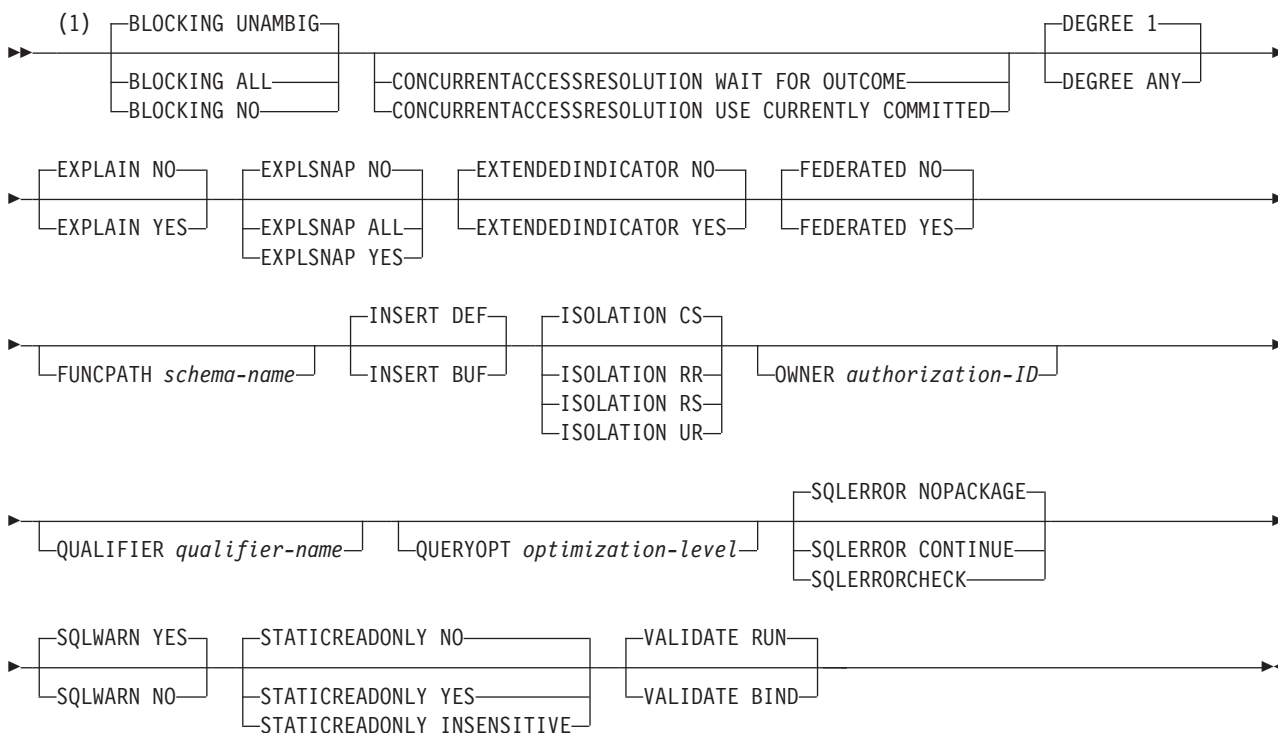 (1) BLOCKING UNAMBIG DEGREE 1
BLOCKING ALL CONCURRENTACCESSRESOLUTION WAIT FOR OUTCOME DEGREE ANY
BLOCKING NO CONCURRENTACCESSRESOLUTION USE CURRENTLY COMMITTED
EXPLAIN NO EXPLSNAP NO EXTENDEDINDICATOR NO FEDERATED NO
EXPLAIN YES EXPLSNAP ALL EXTENDEDINDICATOR YES FEDERATED YES
EXPLSNAP YES
INSERT DEF ISOLATION CS
FUNCPATH schema-name INSERT BUF ISOLATION RR OWNER authorization-ID
ISOLATION RS
ISOLATION UR
SQLERROR NOPACKAGE
QUALIFIER qualifier-name QUERYOPT optimization-level SQLERROR CONTINUE
SQLERRORCHECK
SQLWARN YES STATICREADONLY NO VALIDATE RUN
SQLWARN NO STATICREADONLY YES VALIDATE BIND
STATICREADONLY INSENSITIVE